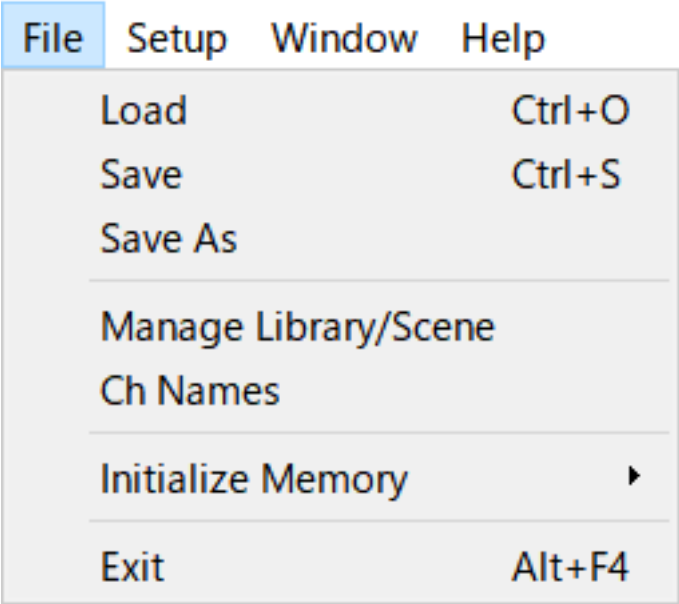 File Setup Window Help
Load Ctrl+O
Save Ctrl+S
Save As
Manage Library/Scene
Ch Names
Initialize Memory
Exit Alt+F4